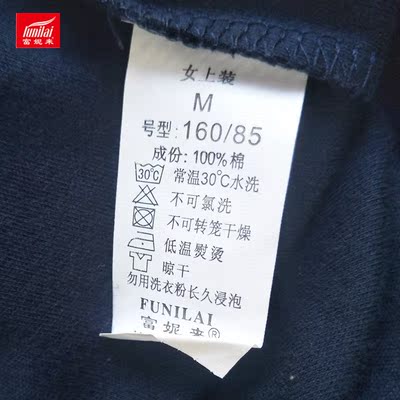 funilai
富妮来
女上装
M
号型:160/85
成份:100%棉
30℃ 常温30℃水洗
不可氯洗
不可转笼干燥
低温熨烫
晾干
勿用洗衣粉长久浸泡
FUNILAI
富妮来®